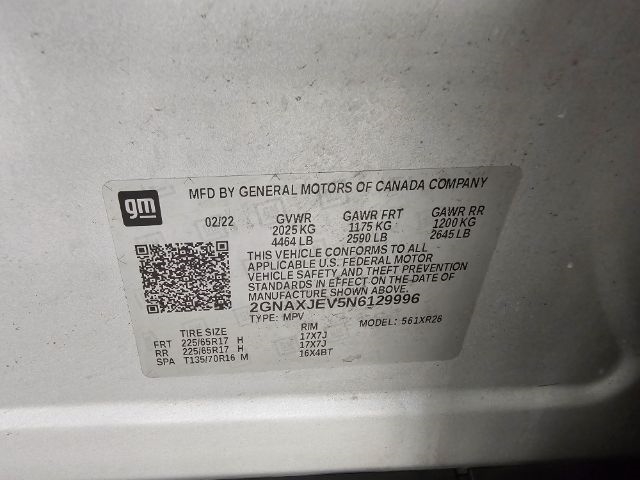 gm
MFD BY GENERAL MOTORS OF CANADA COMPANY
02/22 GVWR GAWR FRT GAWR RR
2025 KG 1175 KG 1200 KG
4464 LB 2590 LB 2645 LB
THIS VEHICLE CONFORMS TO ALL
APPLICABLE U.S. FEDERAL MOTOR
VEHICLE SAFETY AND THEFT PREVENTION
STANDARDS IN EFFECT ON THE DATE OF
MANUFACTURE SHOWN ABOVE.
2GNAXJEV5N6129996
TYPE: MPV MODEL: 561XR26
TIRE SIZE RIM
FRT 225/65R17 H 17X7J
RR 225/65R17 H 17X7J
SPA T135/70R16 M 16X4BT